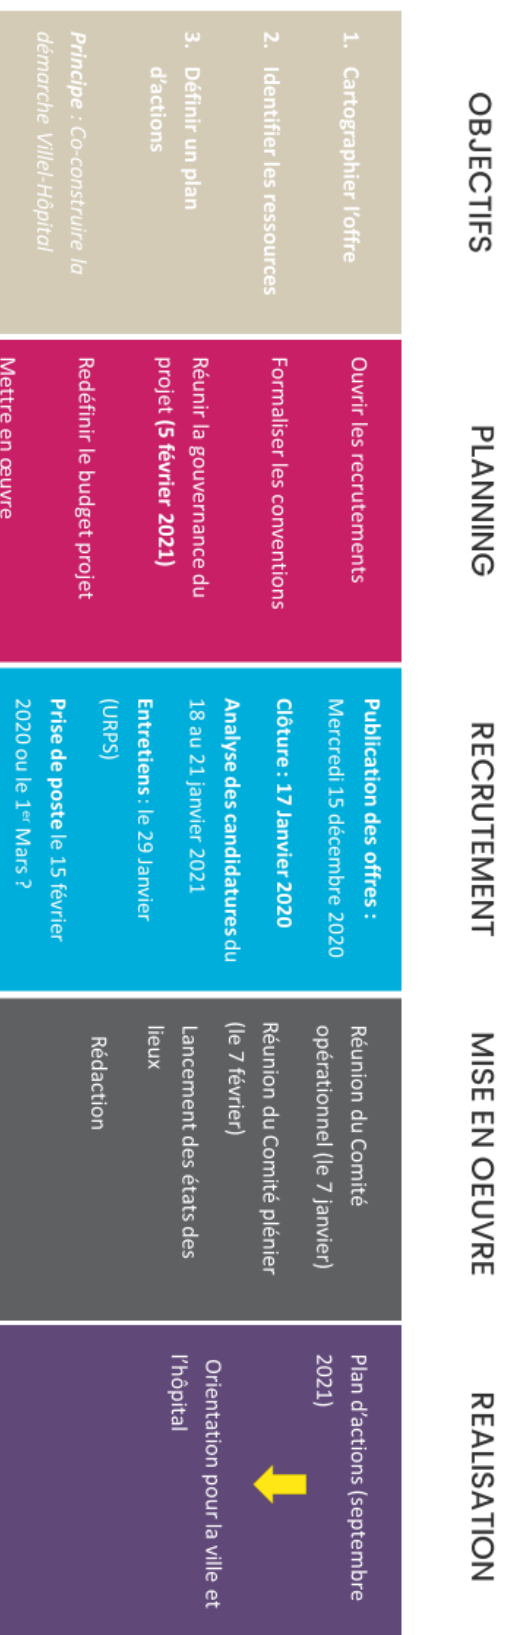 OBJECTIFS
1. Cartographier l'offre
2. Identifier les ressources
3. Définir un plan
d'actions
Principe : Co-construire la
démarche Villel-Hôpital
PLANNING
Ouvrir les recrutements
Formaliser les conventions
Réunir la gouvernance du
projet (5 février 2021)
Redéfinir le budget projet
Mettre en œuvre
RECRUTEMENT
Publication des offres :
Mercredi 15 décembre 2020
Clôture : 17 Janvier 2020
Analyse des candidatures du
18 au 21 janvier 2021
Entretiens : le 29 Janvier
(URPS)
Prise de poste le 15 février
2020 ou le 1er Mars ?
MISE EN OEUVRE
Réunion du Comité
opérationnel (le 7 janvier)
Réunion du Comité plénier
(le 7 février)
Lancement des états des
lieux
Rédaction
REALISATION
Plan d'actions (septembre
2021)
Orientation pour la ville et
l'hôpital